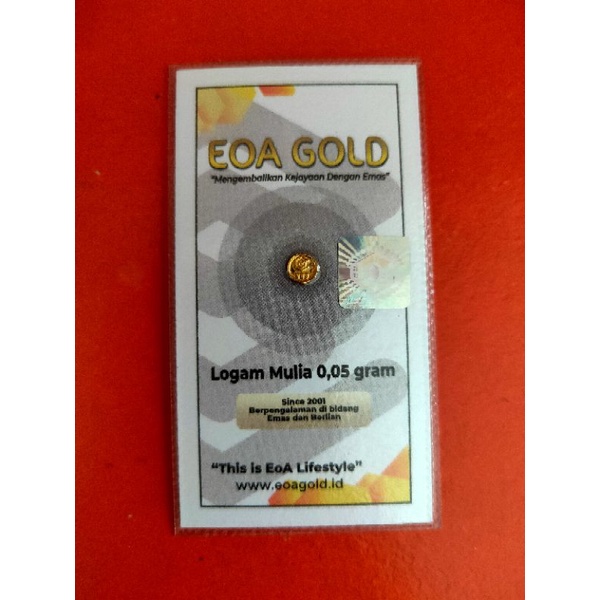 EOA GOLD
"Mengembalikan Kejayaan Dengan Emas"
Logam Mulia 0,05 gram
Since 2001
Berpengalaman di bidang
Emas dan Berlian
“This is EoA Lifestyle”
www.eoagold.id